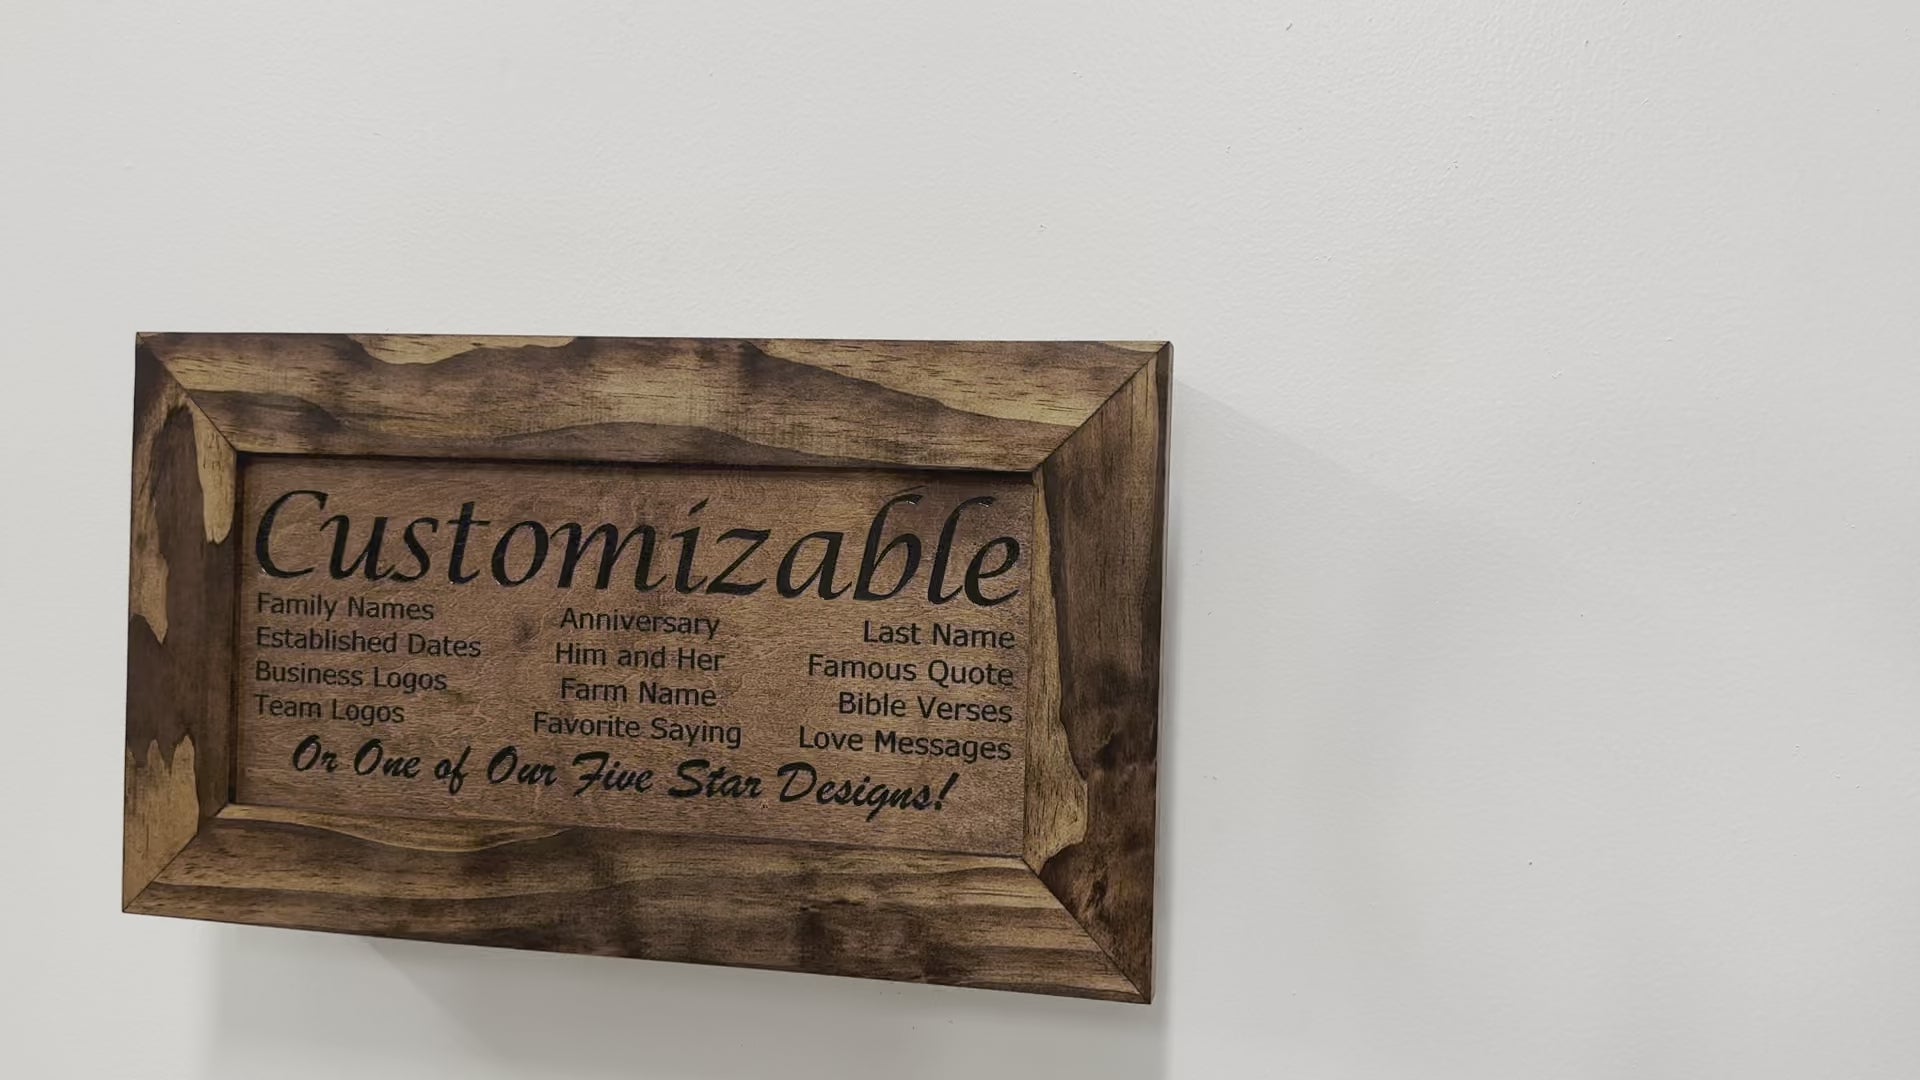 Customizable
Family Names
Established Dates
Business Logos
Team Logos
Anniversary
Him and Her
Farm Name
Favorite Saying
Last Name
Famous Quote
Bible Verses
Love Messages
Or One of Our Five Star Designs!